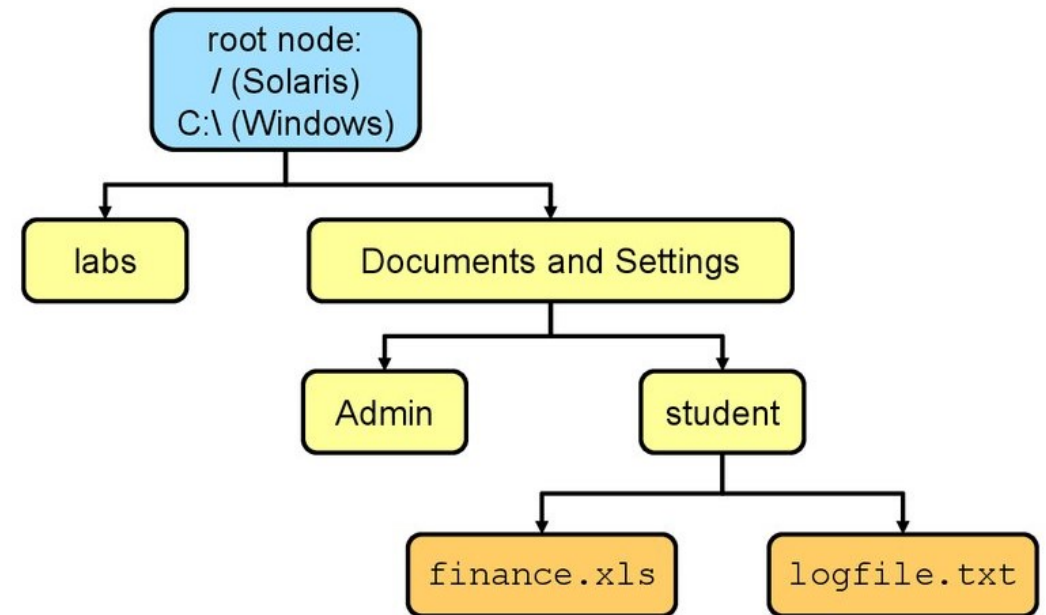 root node:
/ (Solaris)
C:\ (Windows)
labs
Documents and Settings
Admin
student
finance.xls
logfile.txt